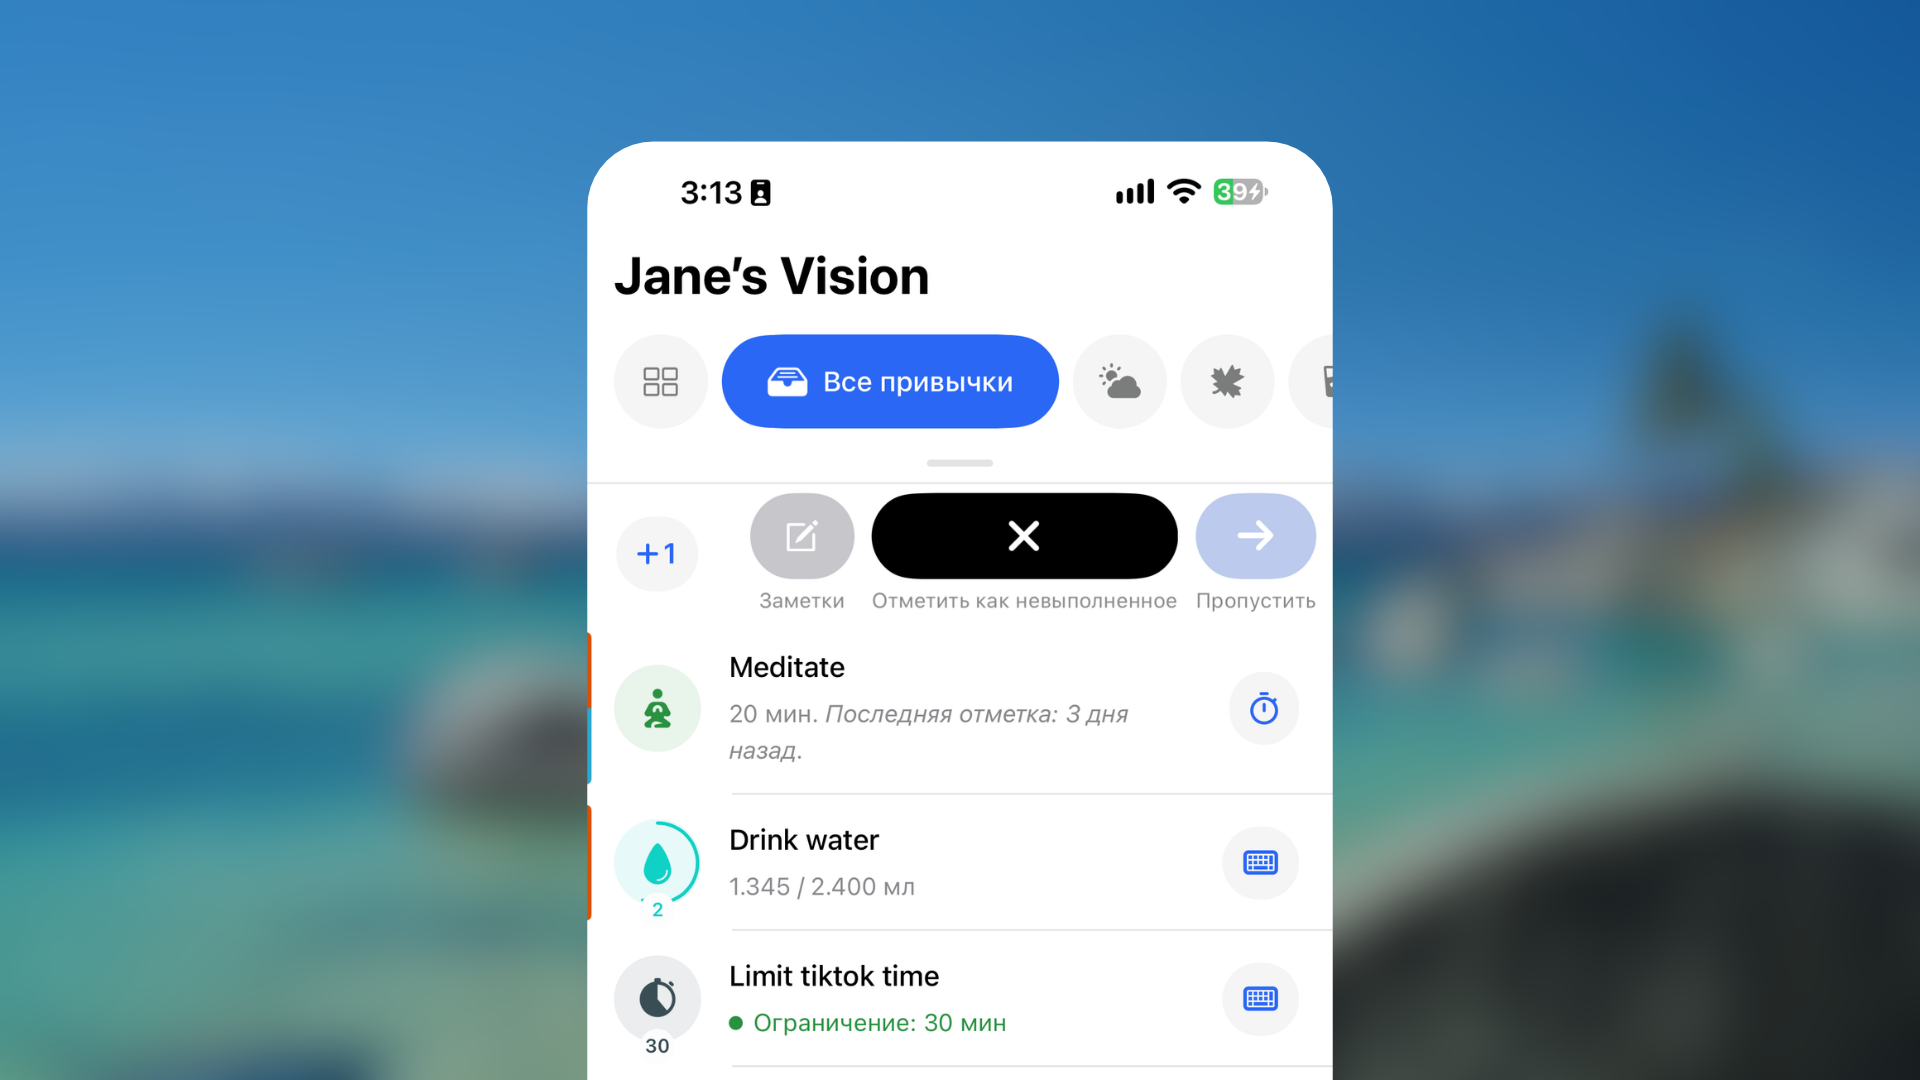 3:13
39
Jane’s Vision
Все привычки
+1
Заметки
Отметить как невыполненное
Пропустить
Meditate
20 мин. Последняя отметка: 3 дня
назад.
Drink water
1.345 / 2.400 мл
2
Limit tiktok time
Ограничение: 30 мин
30